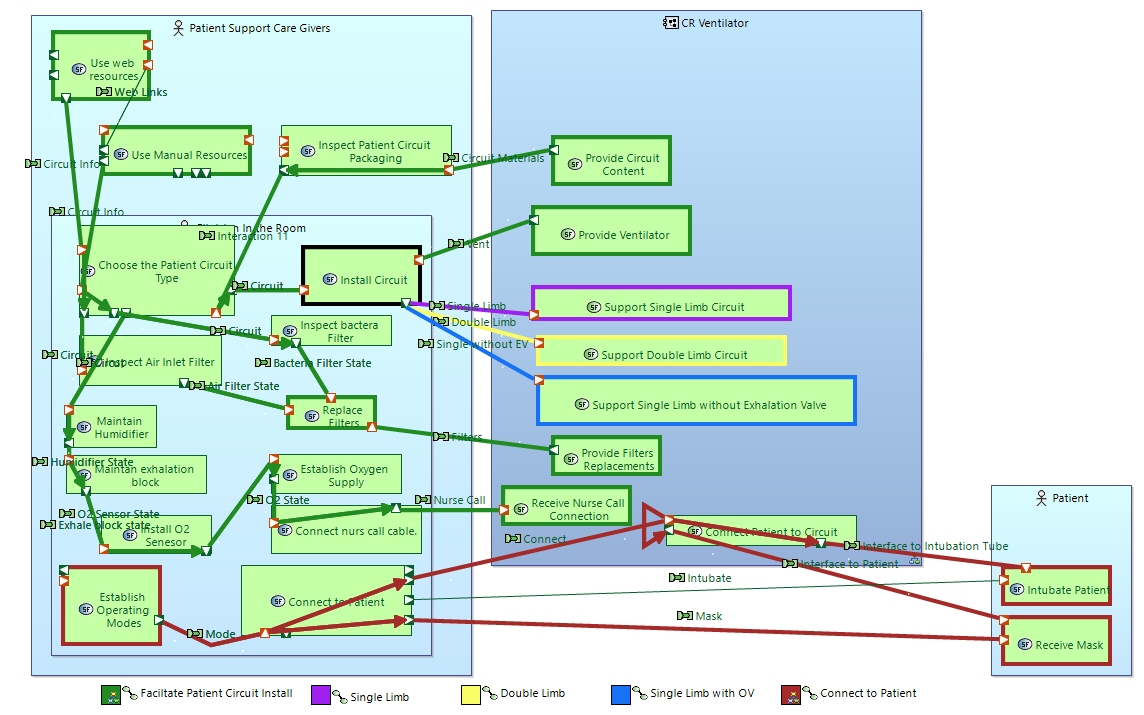 Patient Support Care Givers
CR Ventilator
Use web
resources
Web Links
Use Manual Resources
Inspect Patient Circuit
Packaging
Circuit Materials
Provide Circuit
Content
Circuit Info
Circuit Info
In the Room
Interaction 11
Provide Ventilator
Vent
Choose the Patient Circuit
Type
Install Circuit
Circuit
Single Limb
Support Single Limb Circuit
Double Limb
Circuit
Inspect bactera
Filter
Single without EV
Support Double Limb Circuit
Circuit
Circuit
Inspect Air Inlet Filter
Bacteria Filter State
Air Filter State
Support Single Limb without Exhalation Valve
Replace
Filters
Maintain
Humidifier
Filters
Provide Filters
Replacements
Humidifier State
Maintan exhalation
block
Establish Oxygen
Supply
O2 State
Nurse Call
Receive Nurse Call
Connection
Patient
O2 Sensor State
Exhale block state
Install O2
Senesor
Connect nurs call cable.
Connect
Connect Patient to Circuit
Interface to Intubation Tube
Interface to Patient
Intubate
Intubate Patient
Establish
Operating
Modes
Connect to Patient
Mode
Mask
Receive Mask
Faciltate Patient Circuit Install
Single Limb
Double Limb
Single Limb with OV
Connect to Patient